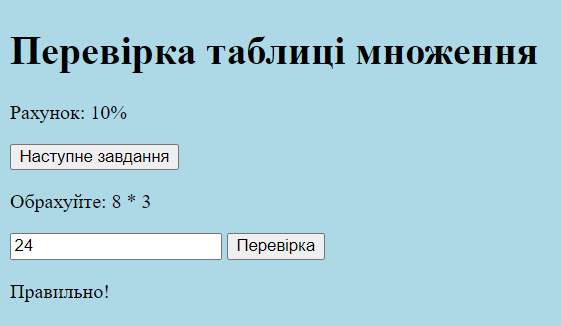 Перевірка таблиці множення
Рахунок: 10%
Наступне завдання
Обрахуйте: 8 * 3
24 Перевірка
Правильно!